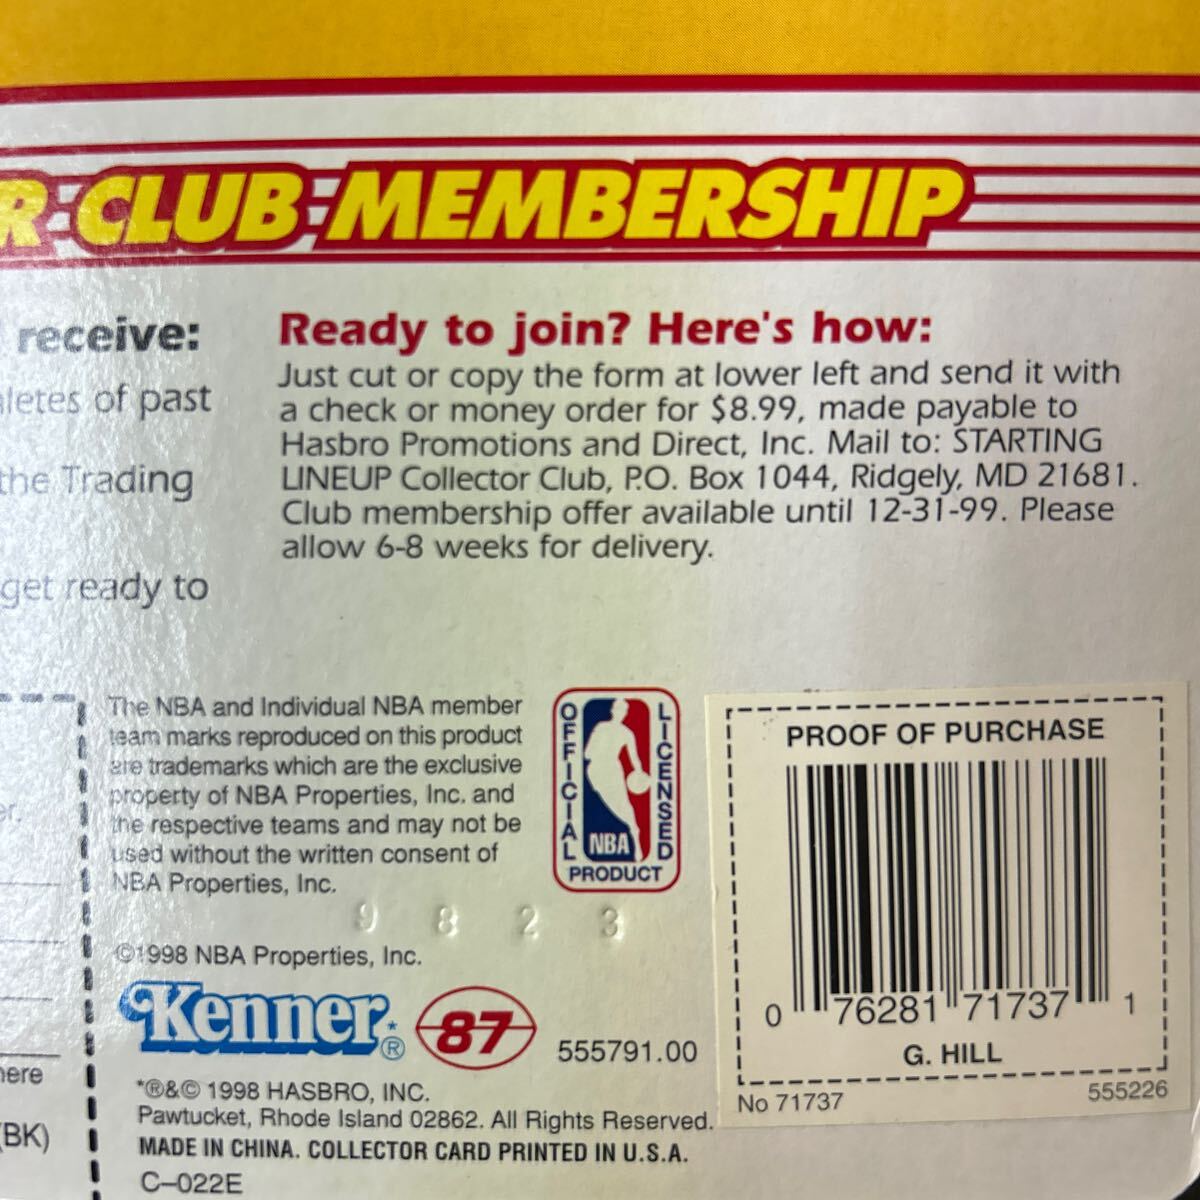 R·CLUB·MEMBERSHIP
receive:
letes of past
the Trading
get ready to
Ready to join? Here's how:
Just cut or copy the form at lower left and send it with
a check or money order for $8.99, made payable to
Hasbro Promotions and Direct, Inc. Mail to: STARTING
LINEUP Collector Club, P.O. Box 1044, Ridgely, MD 21681.
Club membership offer available until 12-31-99. Please
allow 6-8 weeks for delivery.
er.
here
(BK)
The NBA and Individual NBA member
team marks reproduced on this product
are trademarks which are the exclusive
property of NBA Properties, Inc. and
the respective teams and may not be
used without the written consent of
NBA Properties, Inc.
9 8 2 3
©1998 NBA Properties, Inc.
OFFICIAL
LICENSED
NBA
PRODUCT
Kenner*®
87
555791.00
*®&© 1998 HASBRO, INC.
Pawtucket, Rhode Island 02862. All Rights Reserved.
MADE IN CHINA. COLLECTOR CARD PRINTED IN U.S.A.
C–022E
PROOF OF PURCHASE
0 76281 71737 1
G. HILL
No 71737
555226